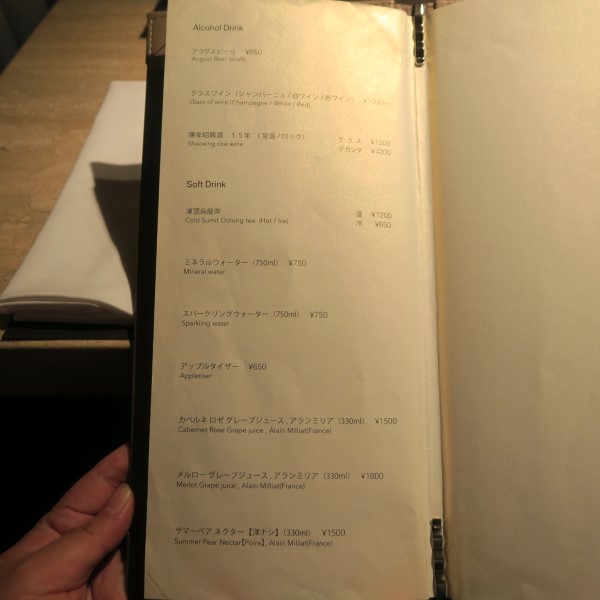 Alcohol Drink
アウグスビール ¥850
August Beer (draft)
グラスワイン（シャンパーニュ / 白ワイン / 赤ワイン）
Glass of wine (Champagne / White / Red)
陳年紹興酒 １５年 （常温 / ロック） グラス ¥1500
Shaoxing rice wine デカンタ ¥4200
Soft Drink
凍頂烏龍茶 温 ¥1200
Cold Sumit Oolong tea (Hot / Ice) 冷 ¥650
ミネラルウォーター（750ml） ¥750
Mineral water
スパークリングウォーター（750ml） ¥750
Sparkling water
アップルタイザー ¥650
Appletiser
カベルネ ロゼ グレープジュース , アランミリア（330ml） ¥1500
Cabernet Rose Grape juice , Alain Milliat(France)
メルロー グレープジュース , アランミリア（330ml） ¥1800
Merlot Grape juice , Alain Milliat(France)
サマーペア ネクター【洋ナシ】(330ml) ¥1500
Summer Pear Nectar【Poire】, Alain Milliat(France)